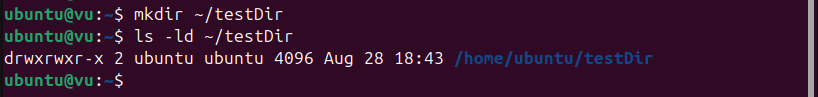 ubuntu@vu:~$ mkdir ~/testDir
ubuntu@vu:~$ ls -ld ~/testDir
drwxrwxr-x 2 ubuntu ubuntu 4096 Aug 28 18:43 /home/ubuntu/testDir
ubuntu@vu:~$